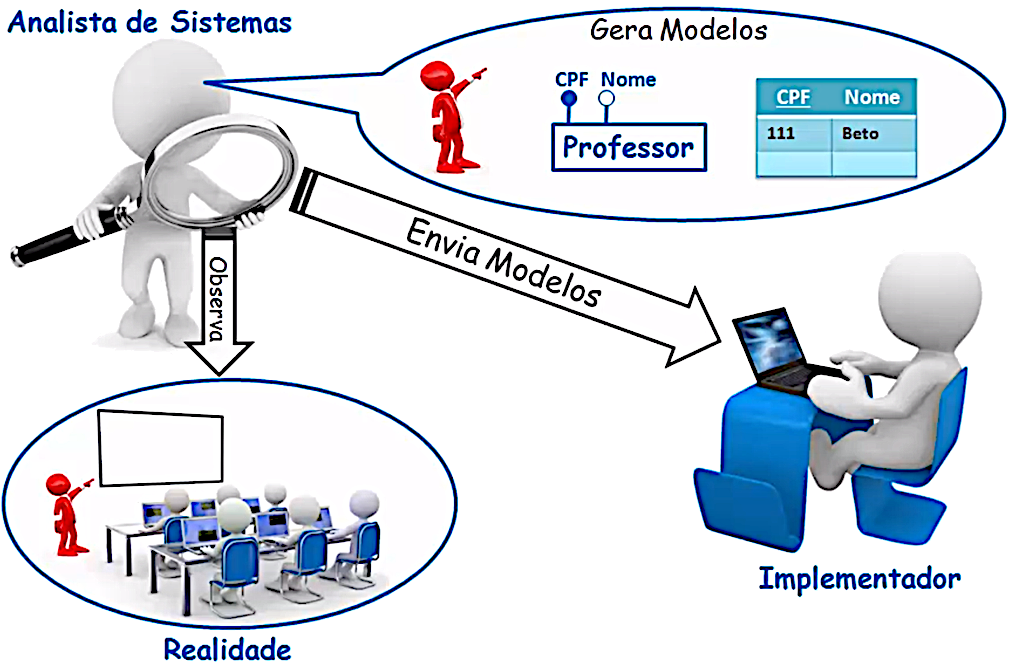 Analista de Sistemas
Gera Modelos
CPF Nome
Professor
CPF Nome
111 Beto
Envia Modelos
Observa
Implementador
Realidade